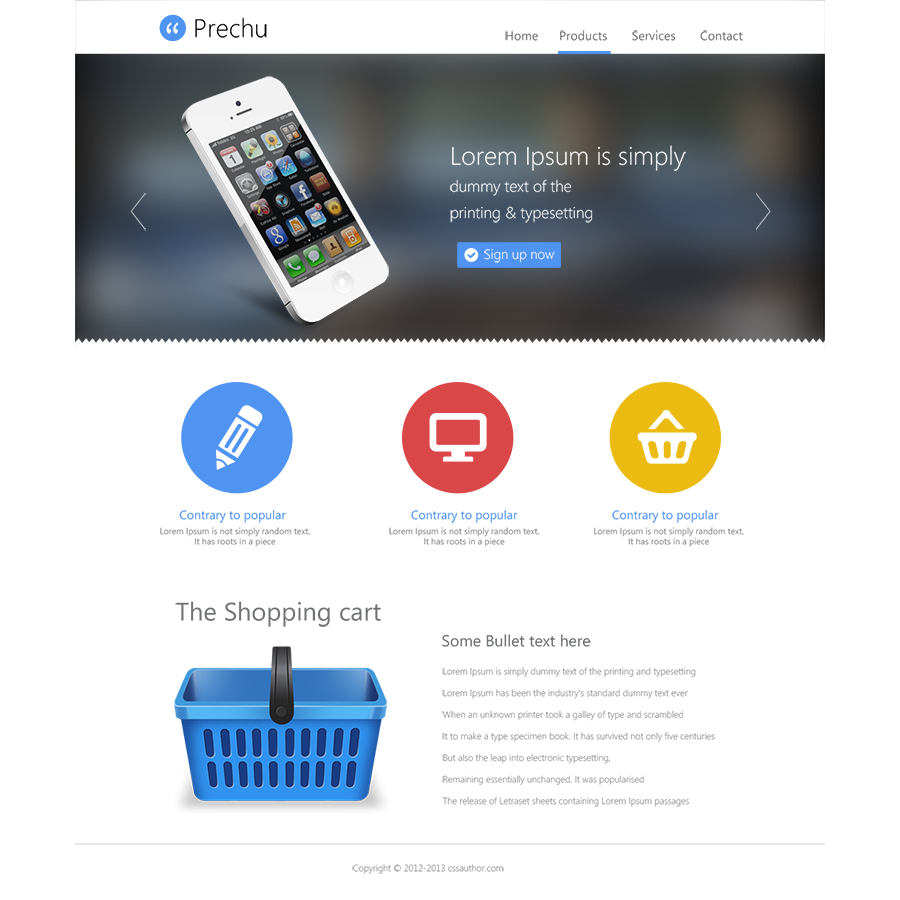 Prechu
Home Products Services Contact
Lorem Ipsum is simply
dummy text of the
printing & typesetting
Sign up now
Contrary to popular
Lorem Ipsum is not simply random text.
It has roots in a piece
Contrary to popular
Lorem Ipsum is not simply random text.
It has roots in a piece
Contrary to popular
Lorem Ipsum is not simply random text.
It has roots in a piece
The Shopping cart
Some Bullet text here
Lorem Ipsum is simply dummy text of the printing and typesetting
Lorem Ipsum has been the industry's standard dummy text ever
When an unknown printer took a galley of type and scrambled
It to make a type specimen book. It has survived not only five centuries
But also the leap into electronic typesetting,
Remaining essentially unchanged. It was popularised
The release of Letraset sheets containing Lorem Ipsum passages
Copyright © 2012-2013 cssauthor.com